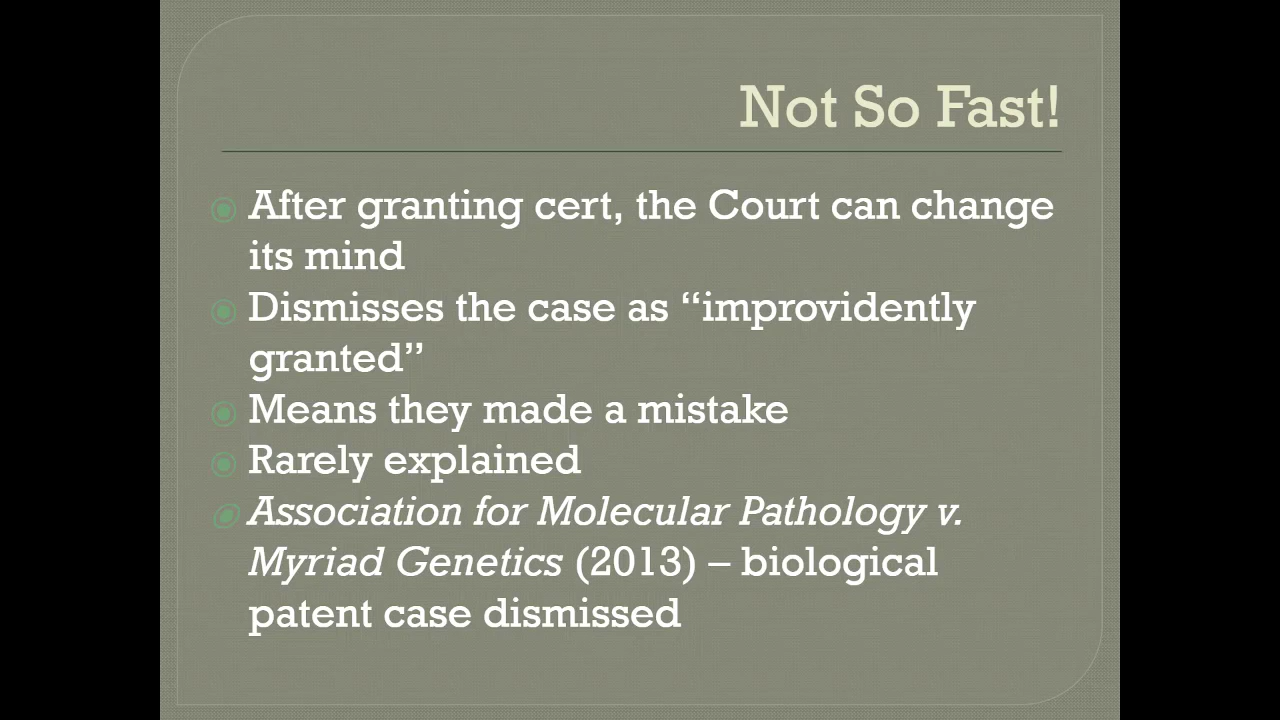 Not So Fast!
After granting cert, the Court can change
its mind
Dismisses the case as “improvidently
granted”
Means they made a mistake
Rarely explained
Association for Molecular Pathology v.
Myriad Genetics (2013) – biological
patent case dismissed